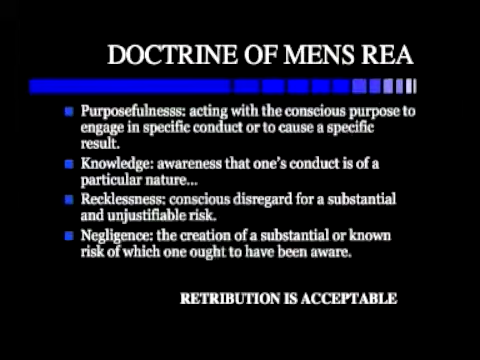 DOCTRINE OF MENS REA
Purposefulnesss: acting with the conscious purpose to
engage in specific conduct or to cause a specific
result.
Knowledge: awareness that one's conduct is of a
particular nature...
Recklessness: conscious disregard for a substantial
and unjustifiable risk.
Negligence: the creation of a substantial or known
risk of which one ought to have been aware.
RETRIBUTION IS ACCEPTABLE